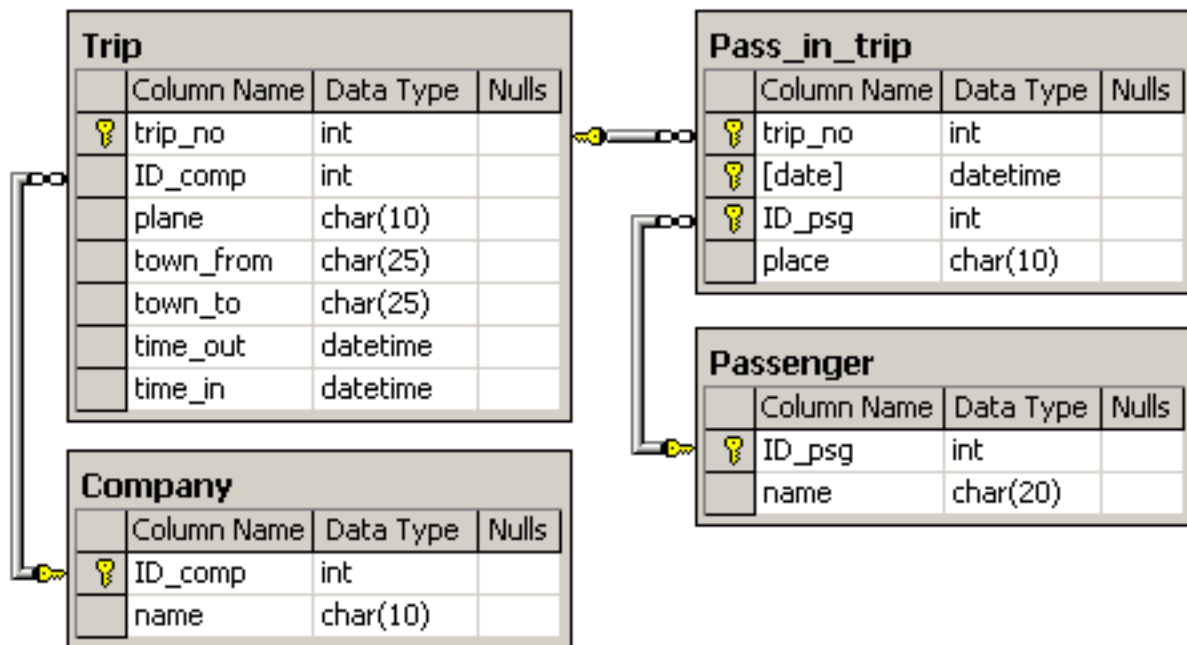 Trip
Column Name Data Type Nulls
trip_no int
ID_comp int
plane char(10)
town_from char(25)
town_to char(25)
time_out datetime
time_in datetime
Company
Column Name Data Type Nulls
ID_comp int
name char(10)
Pass_in_trip
Column Name Data Type Nulls
trip_no int
[date] datetime
ID_psg int
place char(10)
Passenger
Column Name Data Type Nulls
ID_psg int
name char(20)